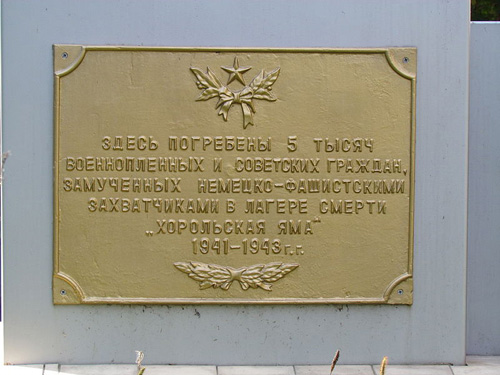 ЗДЕСЬ ПОГРЕБЕНЫ 5 ТЫСЯЧ
ВОЕННОПЛЕННЫХ И СОВЕТСКИХ ГРАЖДАН,
ЗАМУЧЕННЫХ НЕМЕЦКО-ФАШИСТСКИМИ
ЗАХВАТЧИКАМИ В ЛАГЕРЕ СМЕРТИ
„ХОРОЛЬСКАЯ ЯМА"
1941-1943 г.г.